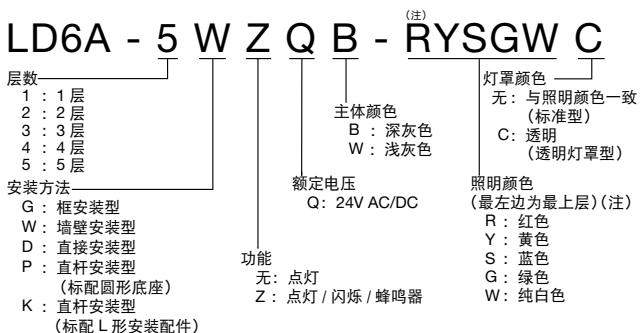 (注)
LD6A - 5 W Z Q B - RYSGW C
层数
1 : 1 层
2 : 2 层
3 : 3 层
4 : 4 层
5 : 5 层
安装方法
G : 框安装型
W : 墙壁安装型
D : 直接安装型
P : 直杆安装型
(标配圆形底座)
K : 直杆安装型
(标配 L 形安装配件)
功能
无: 点灯
Z : 点灯 / 闪烁 / 蜂鸣器
额定电压
Q: 24V AC/DC
主体颜色
B : 深灰色
W : 浅灰色
照明颜色
(最左边为最上层)(注)
R : 红色
Y : 黄色
S : 蓝色
G : 绿色
W : 纯白色
灯罩颜色
无: 与照明颜色一致
(标准型)
C: 透明
(透明灯罩型)